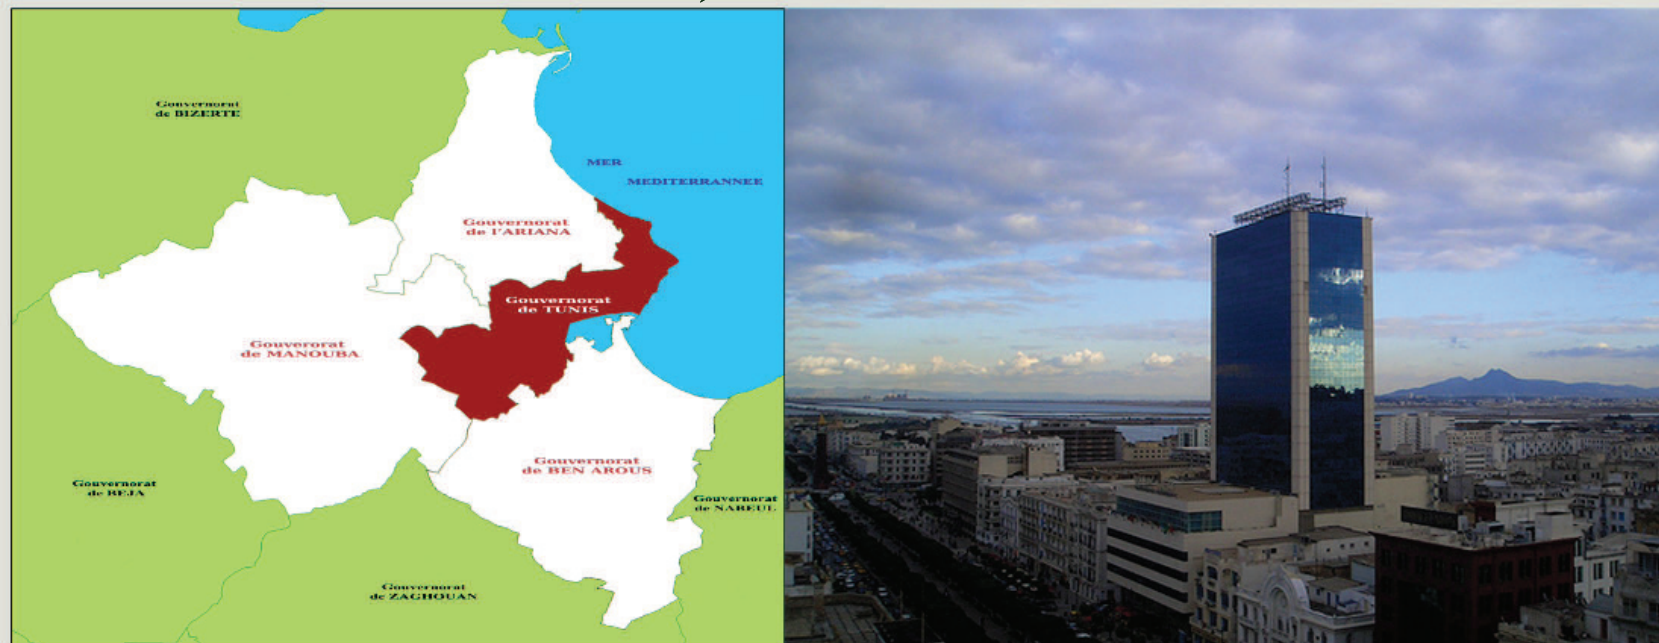 Gouvernorat
de BIZERTE
MER
MEDITERRANNEE
Gouvernorat
de l'ARIANA
Gouvernorat
de TUNIS
Gouverorat
de MANOUBA
Gouvernorat
de BEN AROUS
Gouvernorat
de BEJA
Gouvernorat
de NABEUL
Gouvernorat
de ZAGHOUAN